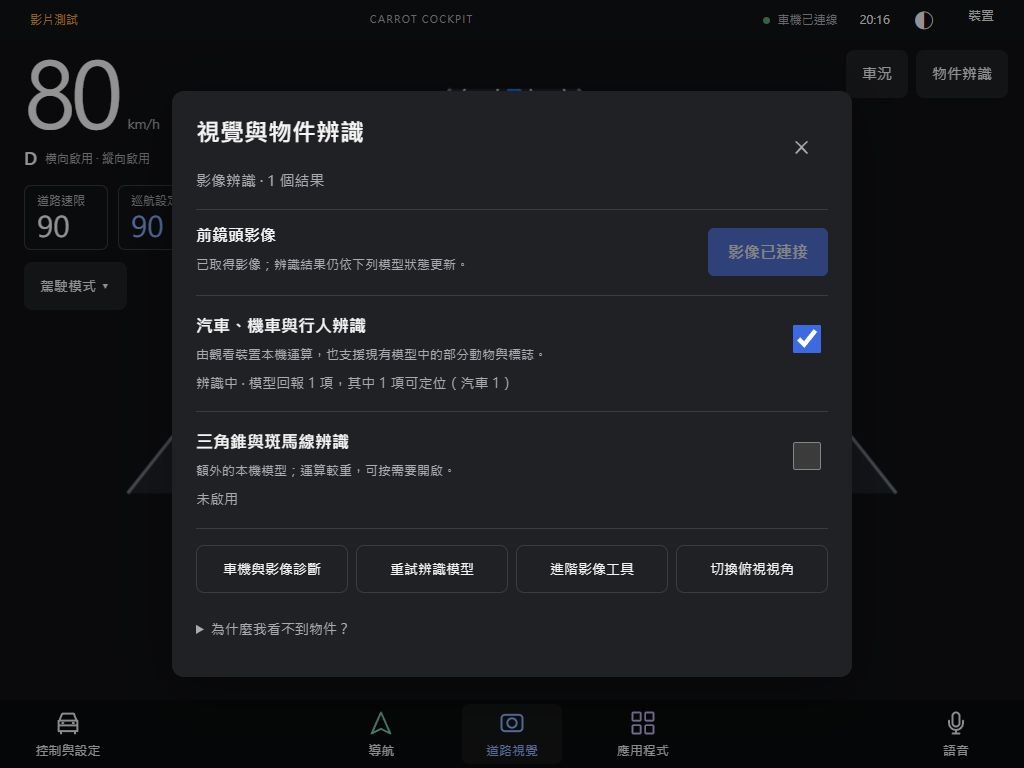 影片測試
CARROT COCKPIT
車機已連線
20:16
裝置
80
km/h
車況
物件辨識
D 橫向啟用 · 縱向啟用
道路速限
90
巡航設定
90
駕駛模式 ▾
視覺與物件辨識
×
影像辨識 · 1 個結果
前鏡頭影像
已取得影像；辨識結果仍依下列模型狀態更新。
影像已連接
汽車、機車與行人辨識
由觀看裝置本機運算，也支援現有模型中的部分動物與標誌。
辨識中 · 模型回報 1 項，其中 1 項可定位（汽車 1）
三角錐與斑馬線辨識
額外的本機模型；運算較重，可按需要開啟。
未啟用
車機與影像診斷
重試辨識模型
進階影像工具
切換俯視視角
▶ 為什麼我看不到物件？
控制與設定
導航
道路視覺
應用程式
語音